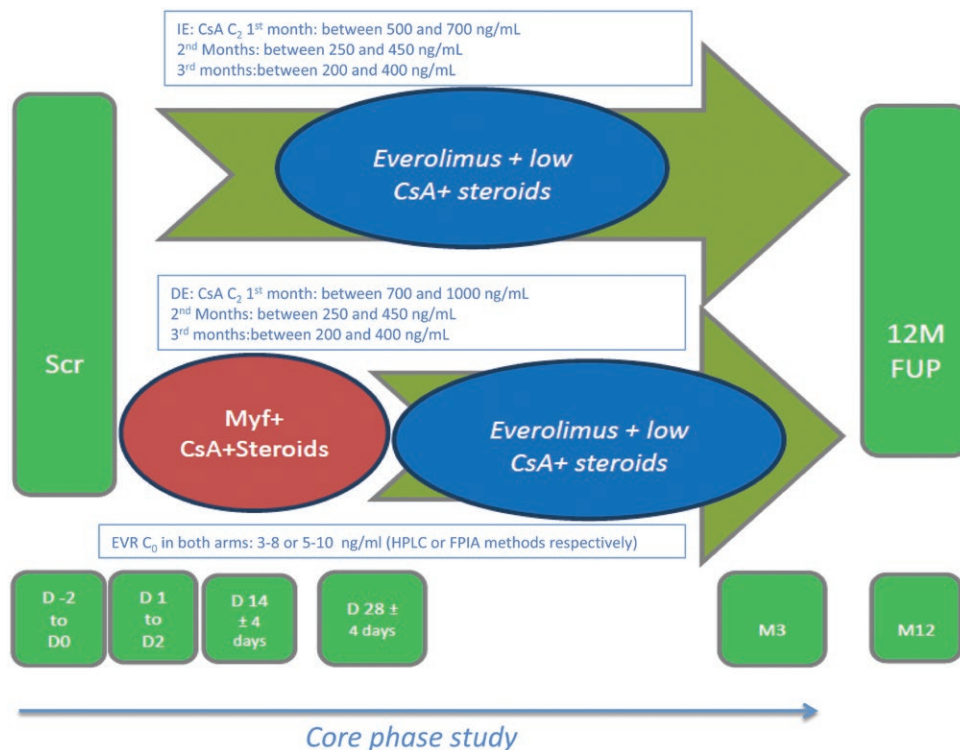 IE: CsA C₂ 1ˢᵗ month: between 500 and 700 ng/mL
2ⁿᵈ Months: between 250 and 450 ng/mL
3ʳᵈ months:between 200 and 400 ng/mL
Everolimus + low
CsA+ steroids
DE: CsA C₂ 1ˢᵗ month: between 700 and 1000 ng/mL
2ⁿᵈ Months: between 250 and 450 ng/mL
3ʳᵈ months:between 200 and 400 ng/mL
Scr
Myf+
CsA+Steroids
Everolimus + low
CsA+ steroids
12M
FUP
EVR C₀ in both arms: 3-8 or 5-10 ng/ml (HPLC or FPIA methods respectively)
D -2
to
D0
D 1
to
D2
D 14
± 4
days
D 28 ±
4 days
M3
M12
Core phase study